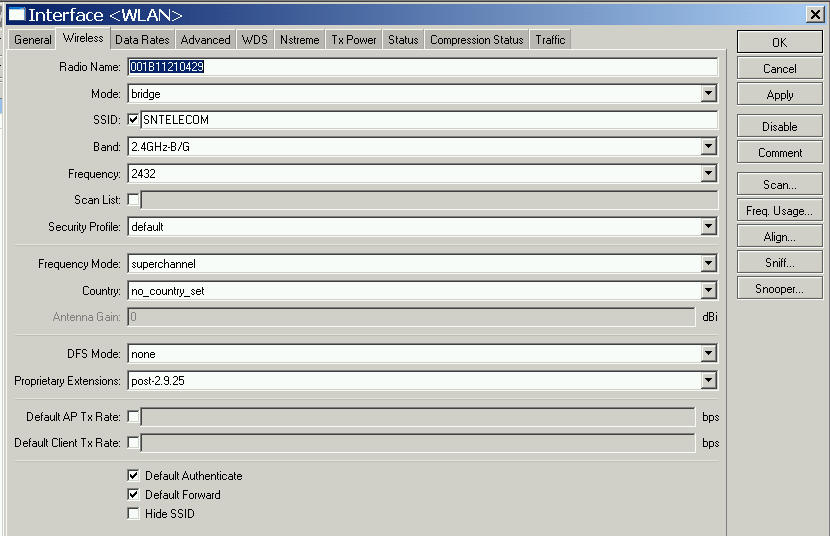 Interface <WLAN>
General Wireless Data Rates Advanced WDS Nstreme Tx Power Status Compression Status Traffic
Radio Name: 001B11210429
Mode: bridge
SSID: SNTELECOM
Band: 2.4GHz-B/G
Frequency: 2432
Scan List:
Security Profile: default
Frequency Mode: superchannel
Country: no_country_set
Antenna Gain: 0 dBi
DFS Mode: none
Proprietary Extensions: post-2.9.25
Default AP Tx Rate: bps
Default Client Tx Rate: bps
Default Authenticate
Default Forward
Hide SSID
OK
Cancel
Apply
Disable
Comment
Scan...
Freq. Usage...
Align...
Sniff...
Snooper...